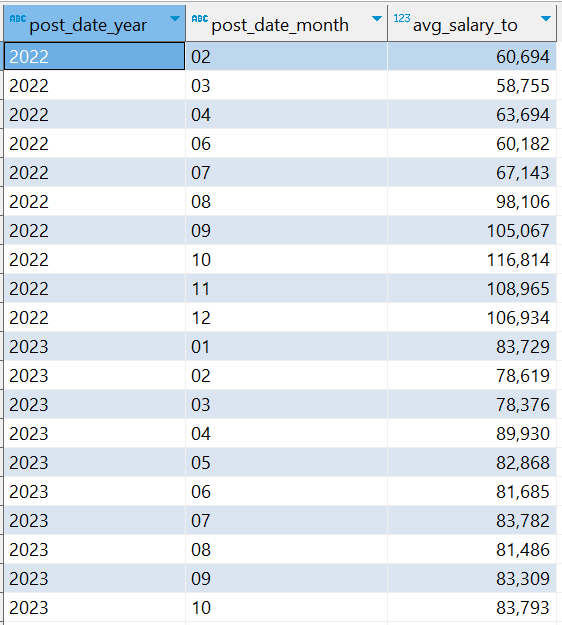 ABC post_date_year ABC post_date_month 123 avg_salary_to
2022 02 60,694
2022 03 58,755
2022 04 63,694
2022 06 60,182
2022 07 67,143
2022 08 98,106
2022 09 105,067
2022 10 116,814
2022 11 108,965
2022 12 106,934
2023 01 83,729
2023 02 78,619
2023 03 78,376
2023 04 89,930
2023 05 82,868
2023 06 81,685
2023 07 83,782
2023 08 81,486
2023 09 83,309
2023 10 83,793